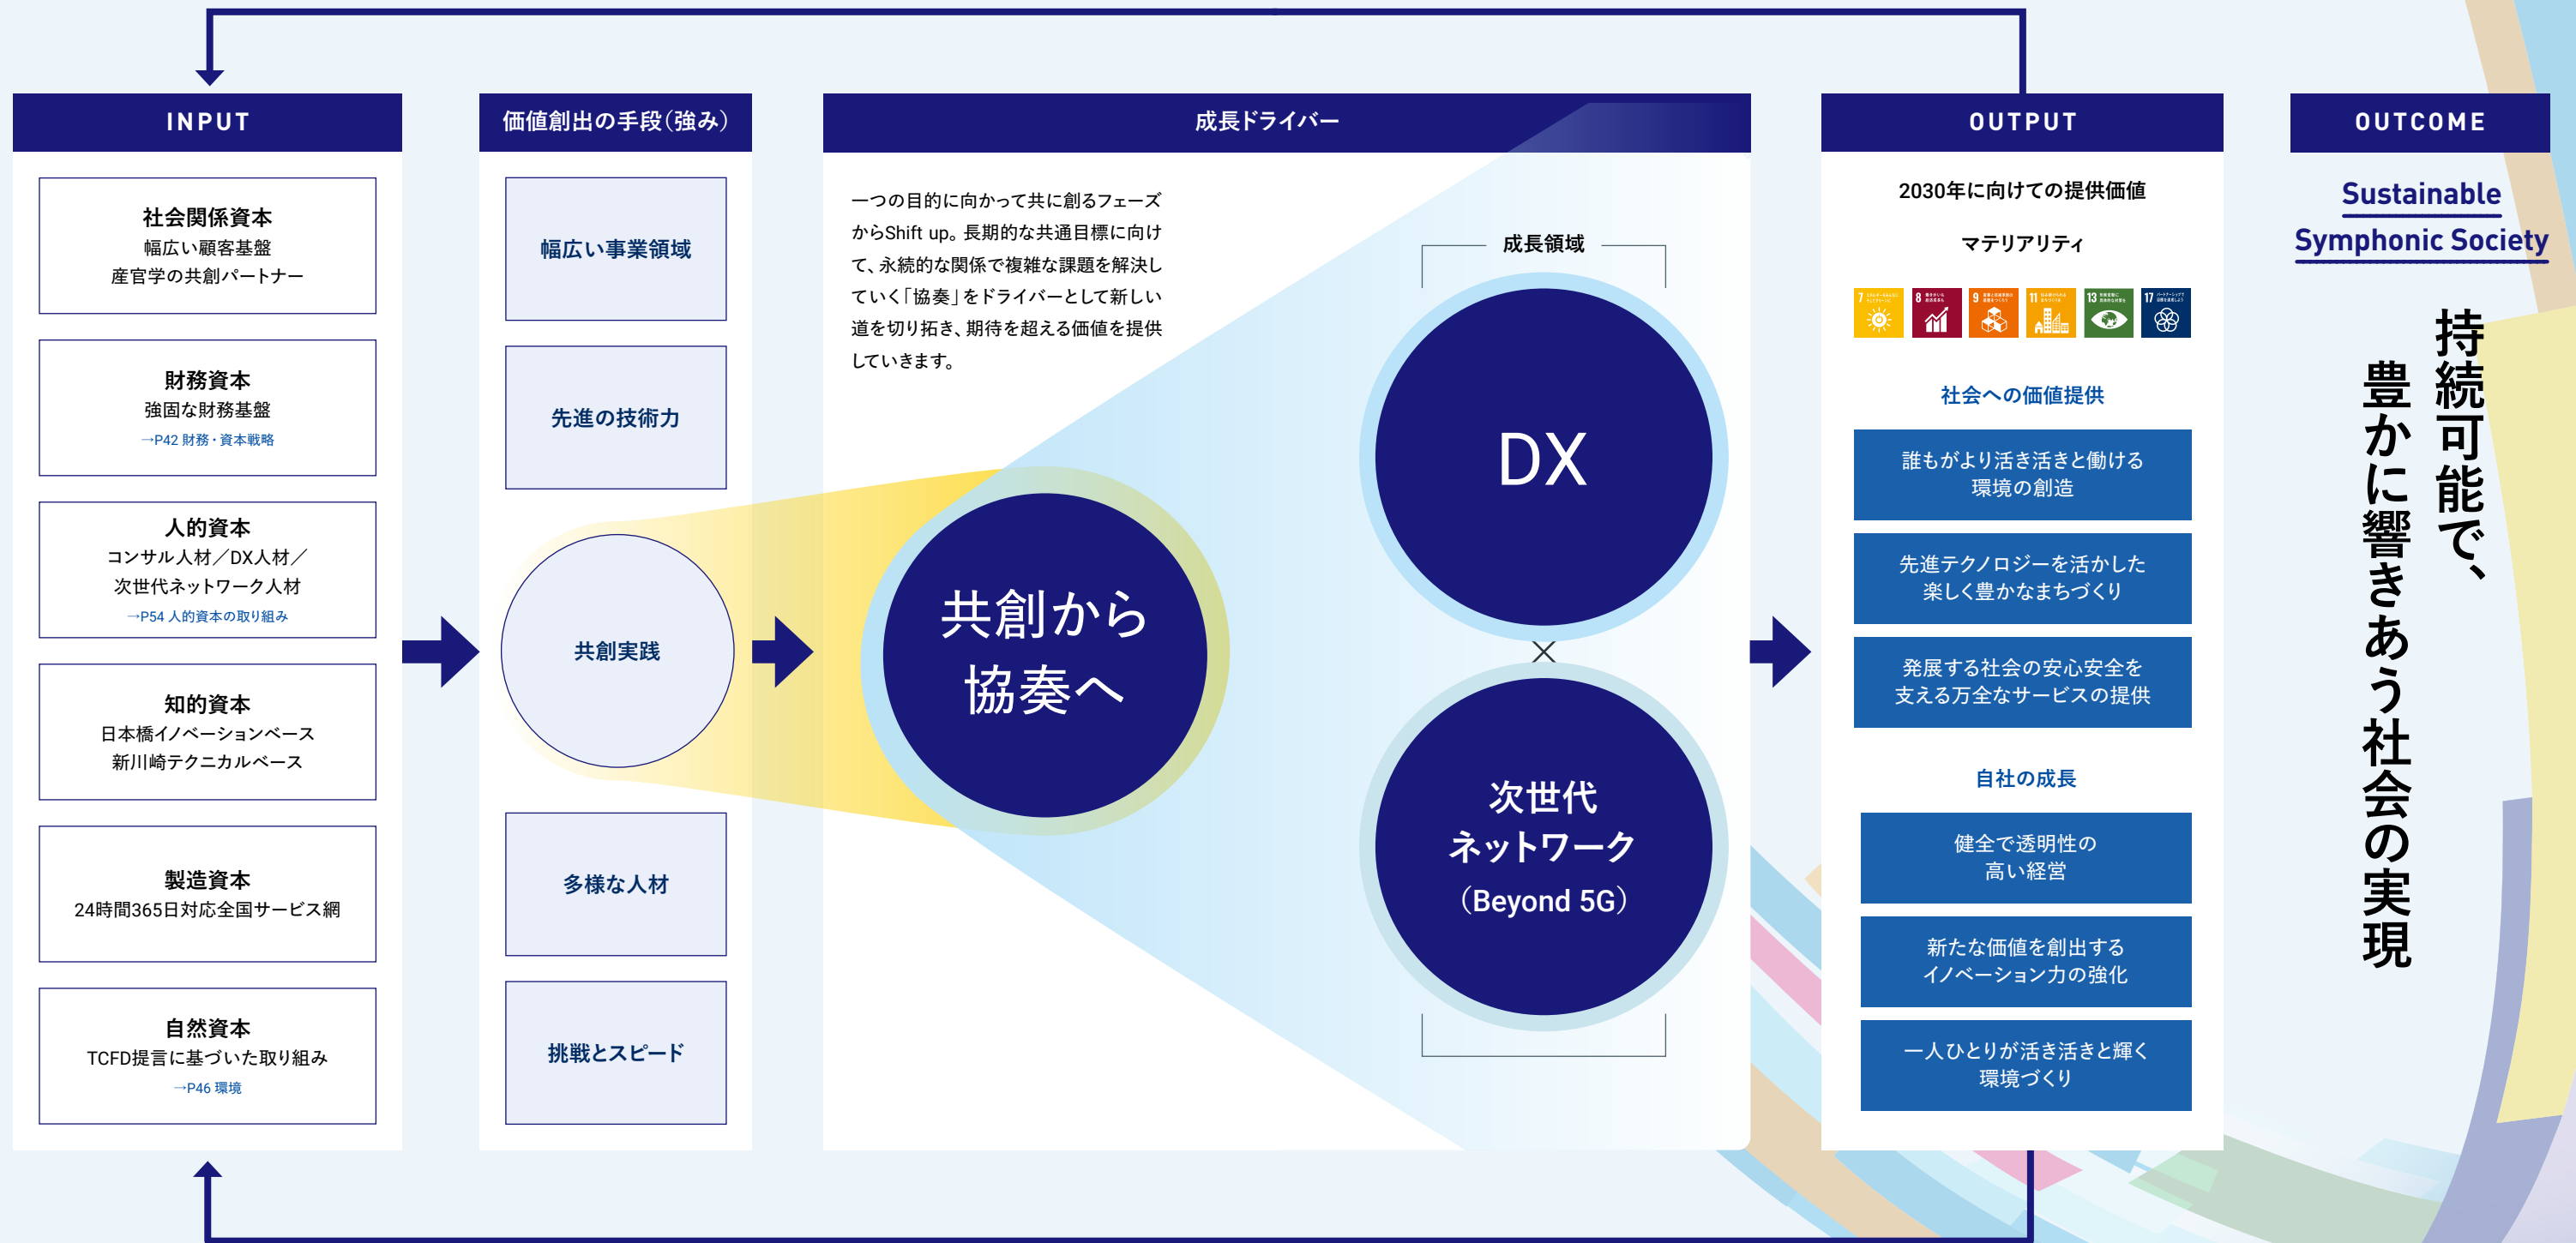 INPUT
社会関係資本
幅広い顧客基盤
産官学の共創パートナー
財務資本
強固な財務基盤
→P42 財務・資本戦略
人的資本
コンサル人材／DX人材／
次世代ネットワーク人材
→P54 人的資本の取り組み
知的資本
日本橋イノベーションベース
新川崎テクニカルベース
製造資本
24時間365日対応全国サービス網
自然資本
TCFD提言に基づいた取り組み
→P46 環境
価値創出の手段（強み）
幅広い事業領域
先進の技術力
共創実践
多様な人材
挑戦とスピード
成長ドライバー
一つの目的に向かって共に創るフェーズ
からShift up。長期的な共通目標に向け
て、永続的な関係で複雑な課題を解決し
ていく「協奏」をドライバーとして新しい
道を切り拓き、期待を超える価値を提供
していきます。
共創から
協奏へ
成長領域
DX
×
次世代
ネットワーク
（Beyond 5G）
OUTPUT
2030年に向けての提供価値
マテリアリティ
7
8
9
11
13
17
社会への価値提供
誰もがより活き活きと働ける
環境の創造
先進テクノロジーを活かした
楽しく豊かなまちづくり
発展する社会の安心安全を
支える万全なサービスの提供
自社の成長
健全で透明性の
高い経営
新たな価値を創出する
イノベーション力の強化
一人ひとりが活き活きと輝く
環境づくり
OUTCOME
Sustainable
Symphonic Society
持続可能で、
豊かに響きあう社会の実現